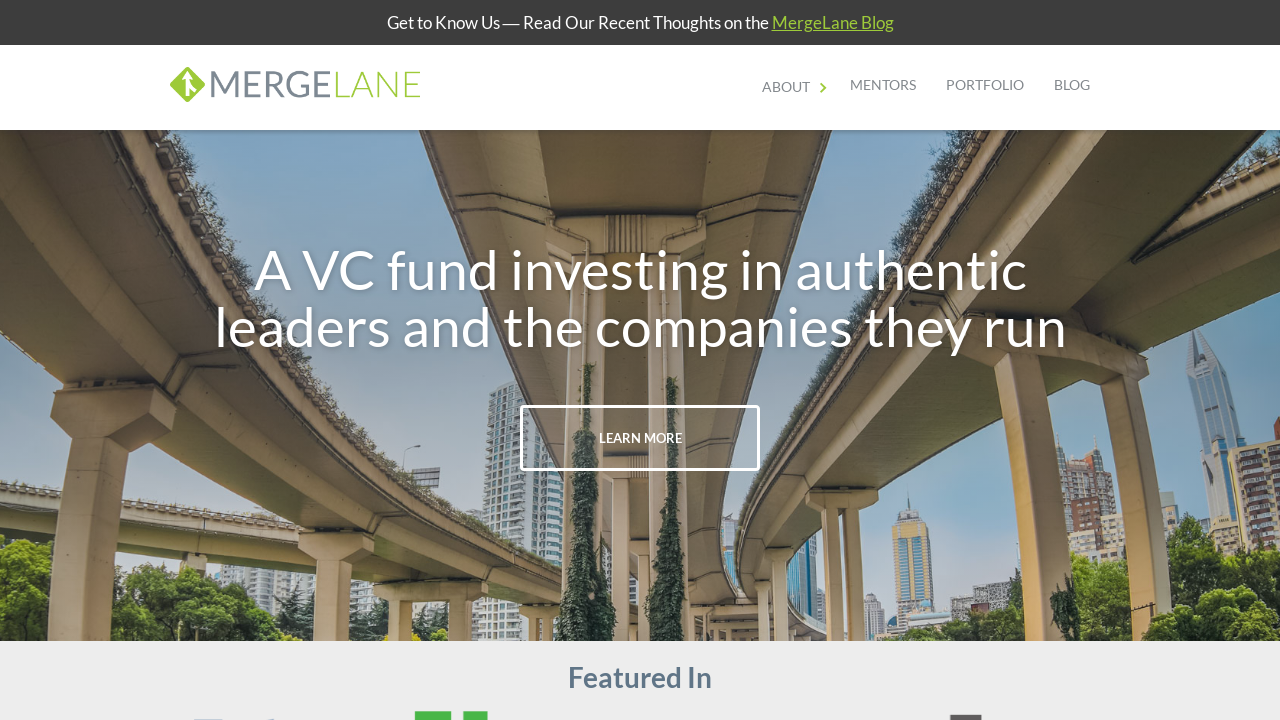 Get to Know Us — Read Our Recent Thoughts on the MergeLane Blog
MERGELANE
ABOUT
MENTORS
PORTFOLIO
BLOG
A VC fund investing in authentic
leaders and the companies they run
LEARN MORE
Featured In